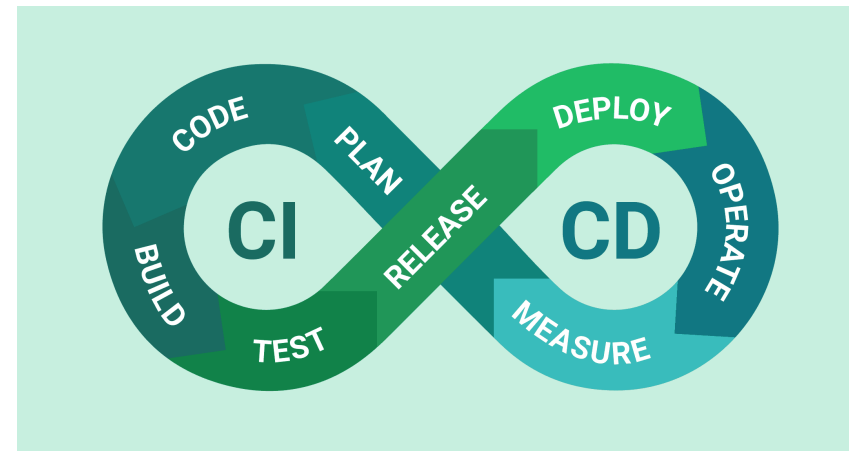 PLAN
CODE
BUILD
TEST
RELEASE
DEPLOY
OPERATE
MEASURE
CI
CD